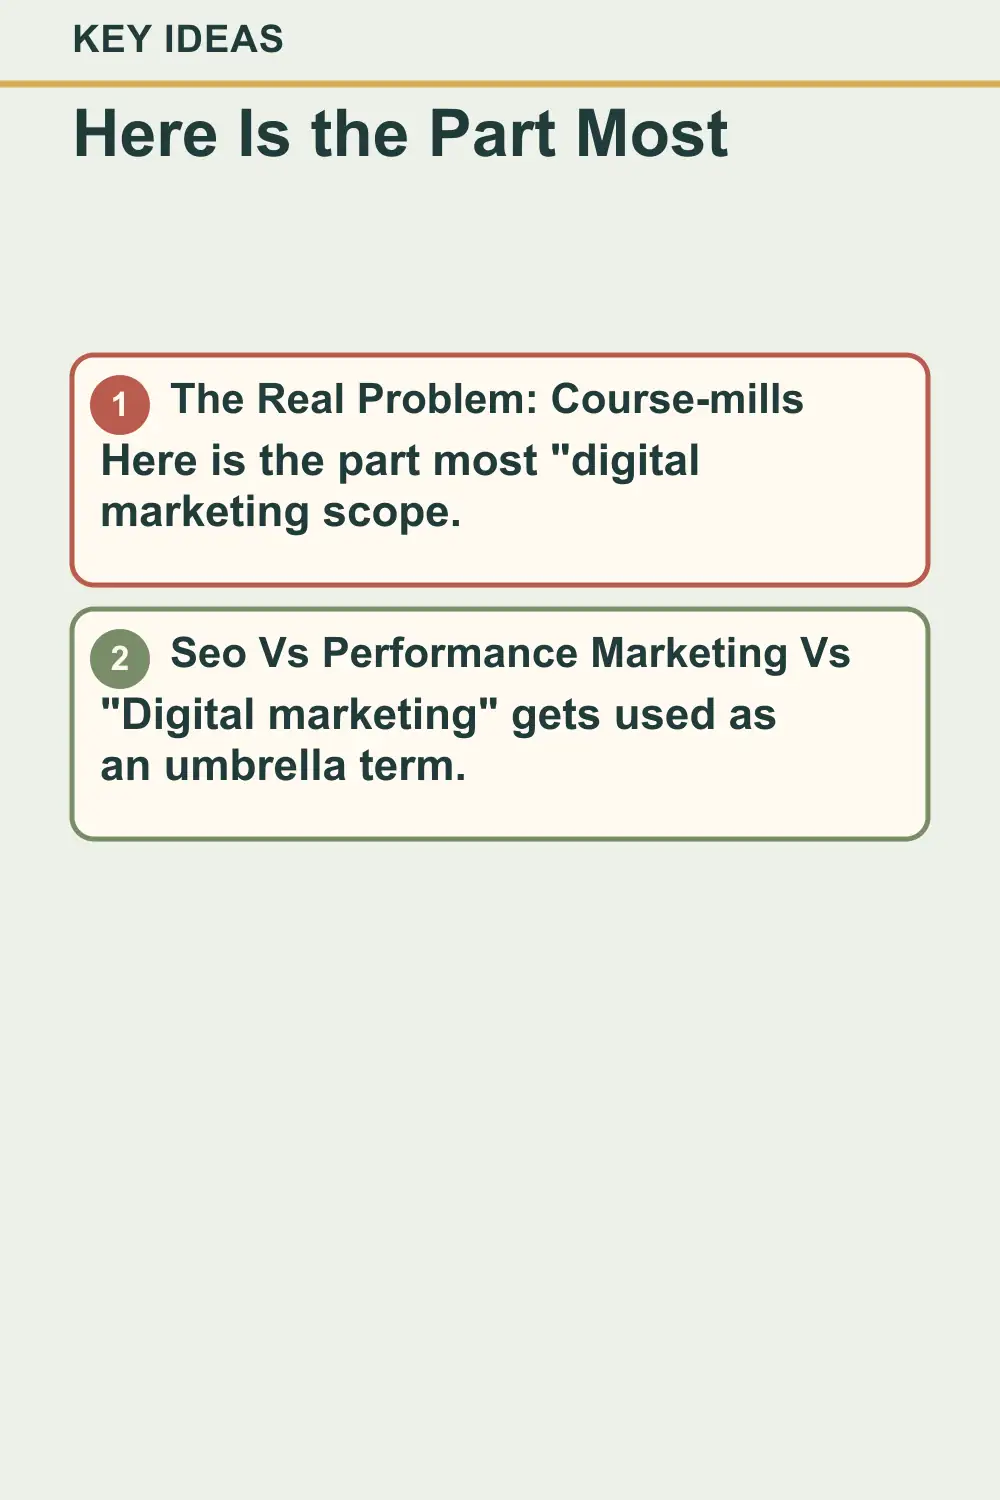 KEY IDEAS
Here Is the Part Most
1
The Real Problem: Course-mills
Here is the part most "digital
marketing scope.
2
Seo Vs Performance Marketing Vs
"Digital marketing" gets used as
an umbrella term.